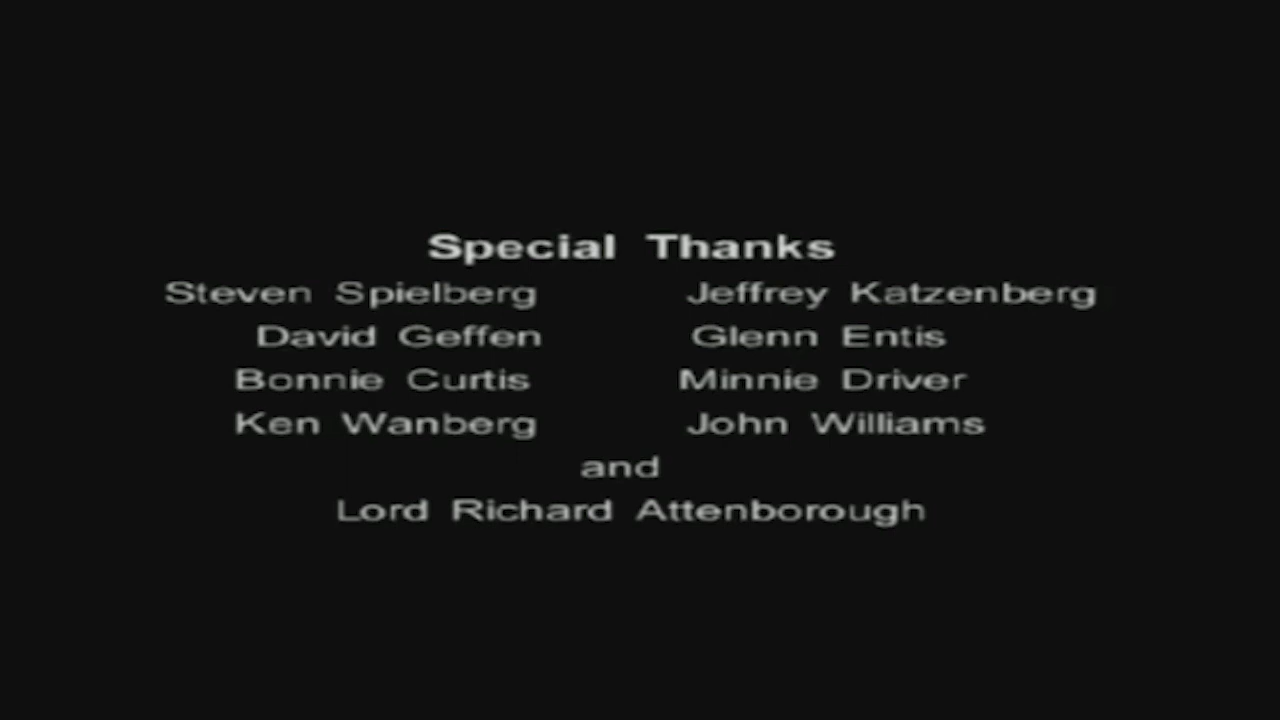 Special Thanks
Steven Spielberg Jeffrey Katzenberg
David Geffen Glenn Entis
Bonnie Curtis Minnie Driver
Ken Wanberg John Williams
and
Lord Richard Attenborough